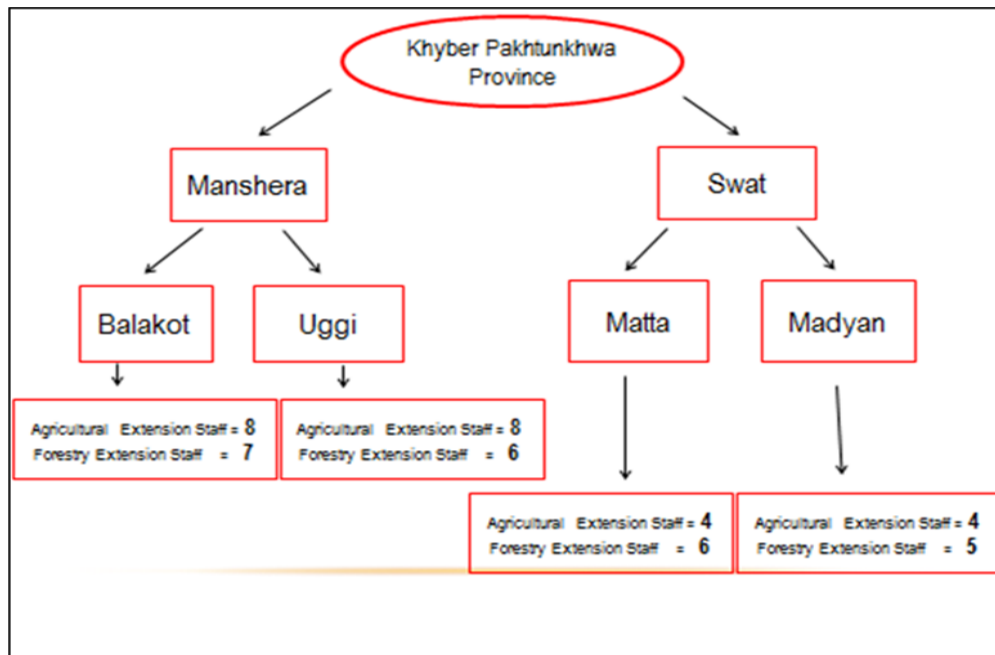 Khyber Pakhtunkhwa
Province
Manshera
Swat
Balakot
Uggi
Matta
Madyan
Agricultural Extension Staff = 8
Forestry Extension Staff = 7
Agricultural Extension Staff = 8
Forestry Extension Staff = 6
Agricultural Extension Staff = 4
Forestry Extension Staff = 6
Agricultural Extension Staff = 4
Forestry Extension Staff = 5